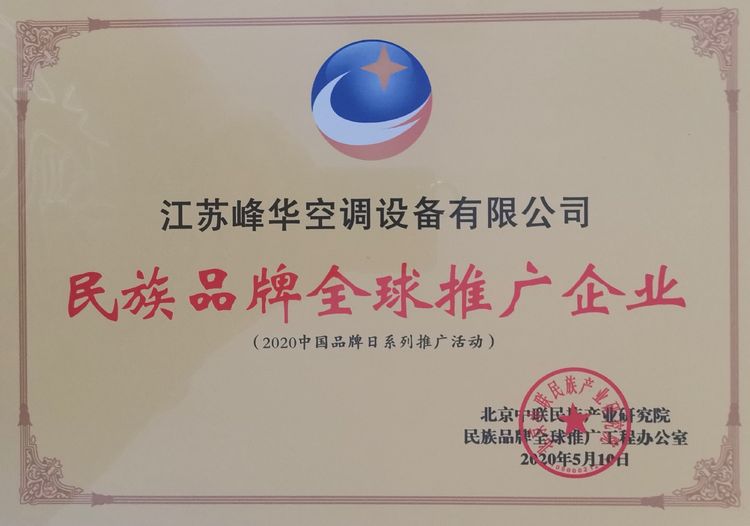 江苏峰华空调设备有限公司
民族品牌全球推广企业
（2020中国品牌日系列推广活动）
北京中联民族产业研究院
民族品牌全球推广工程办公室
2020年5月10日